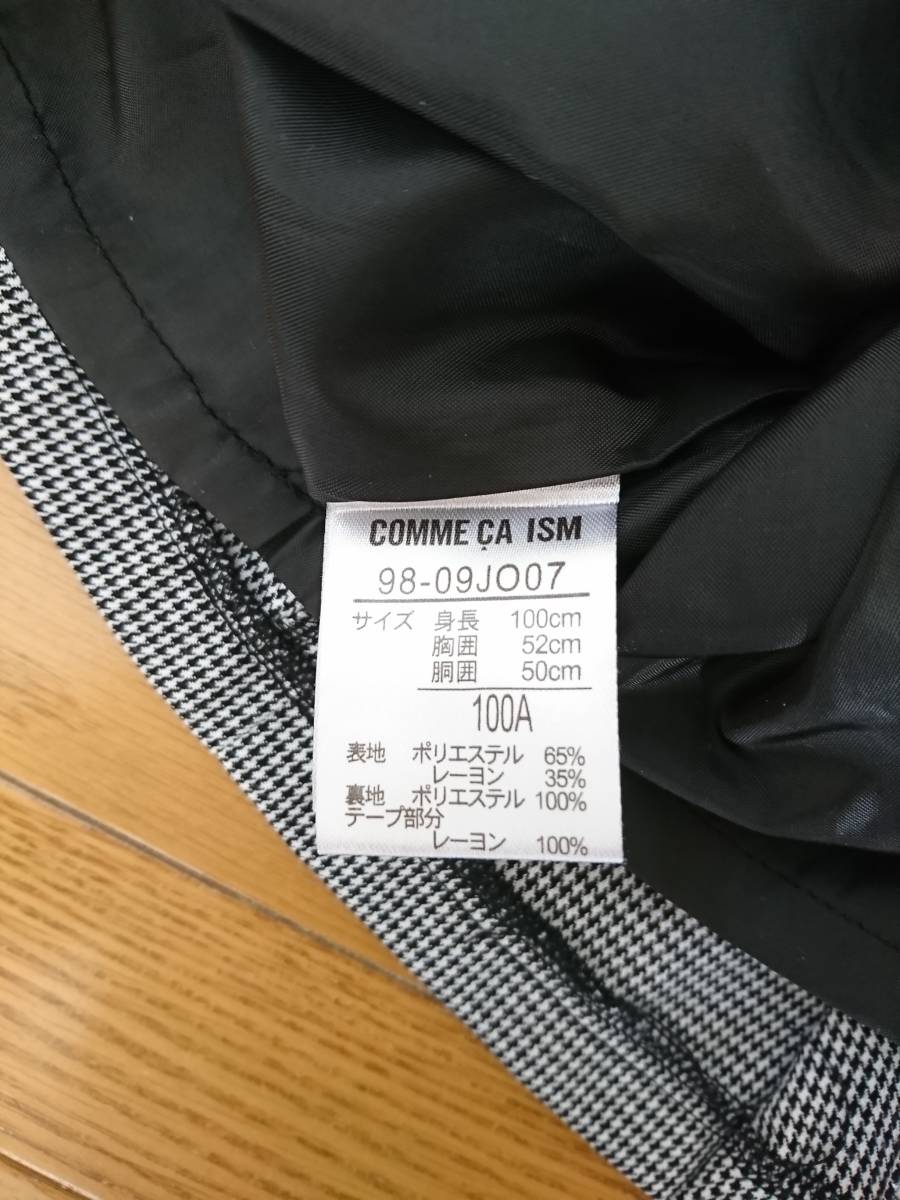 COMME ÇA ISM
98-09JO07
サイズ 身長 100cm
胸囲 52cm
胴囲 50cm
100A
表地 ポリエステル 65%
レーヨン 35%
裏地 ポリエステル 100%
テープ部分
レーヨン 100%